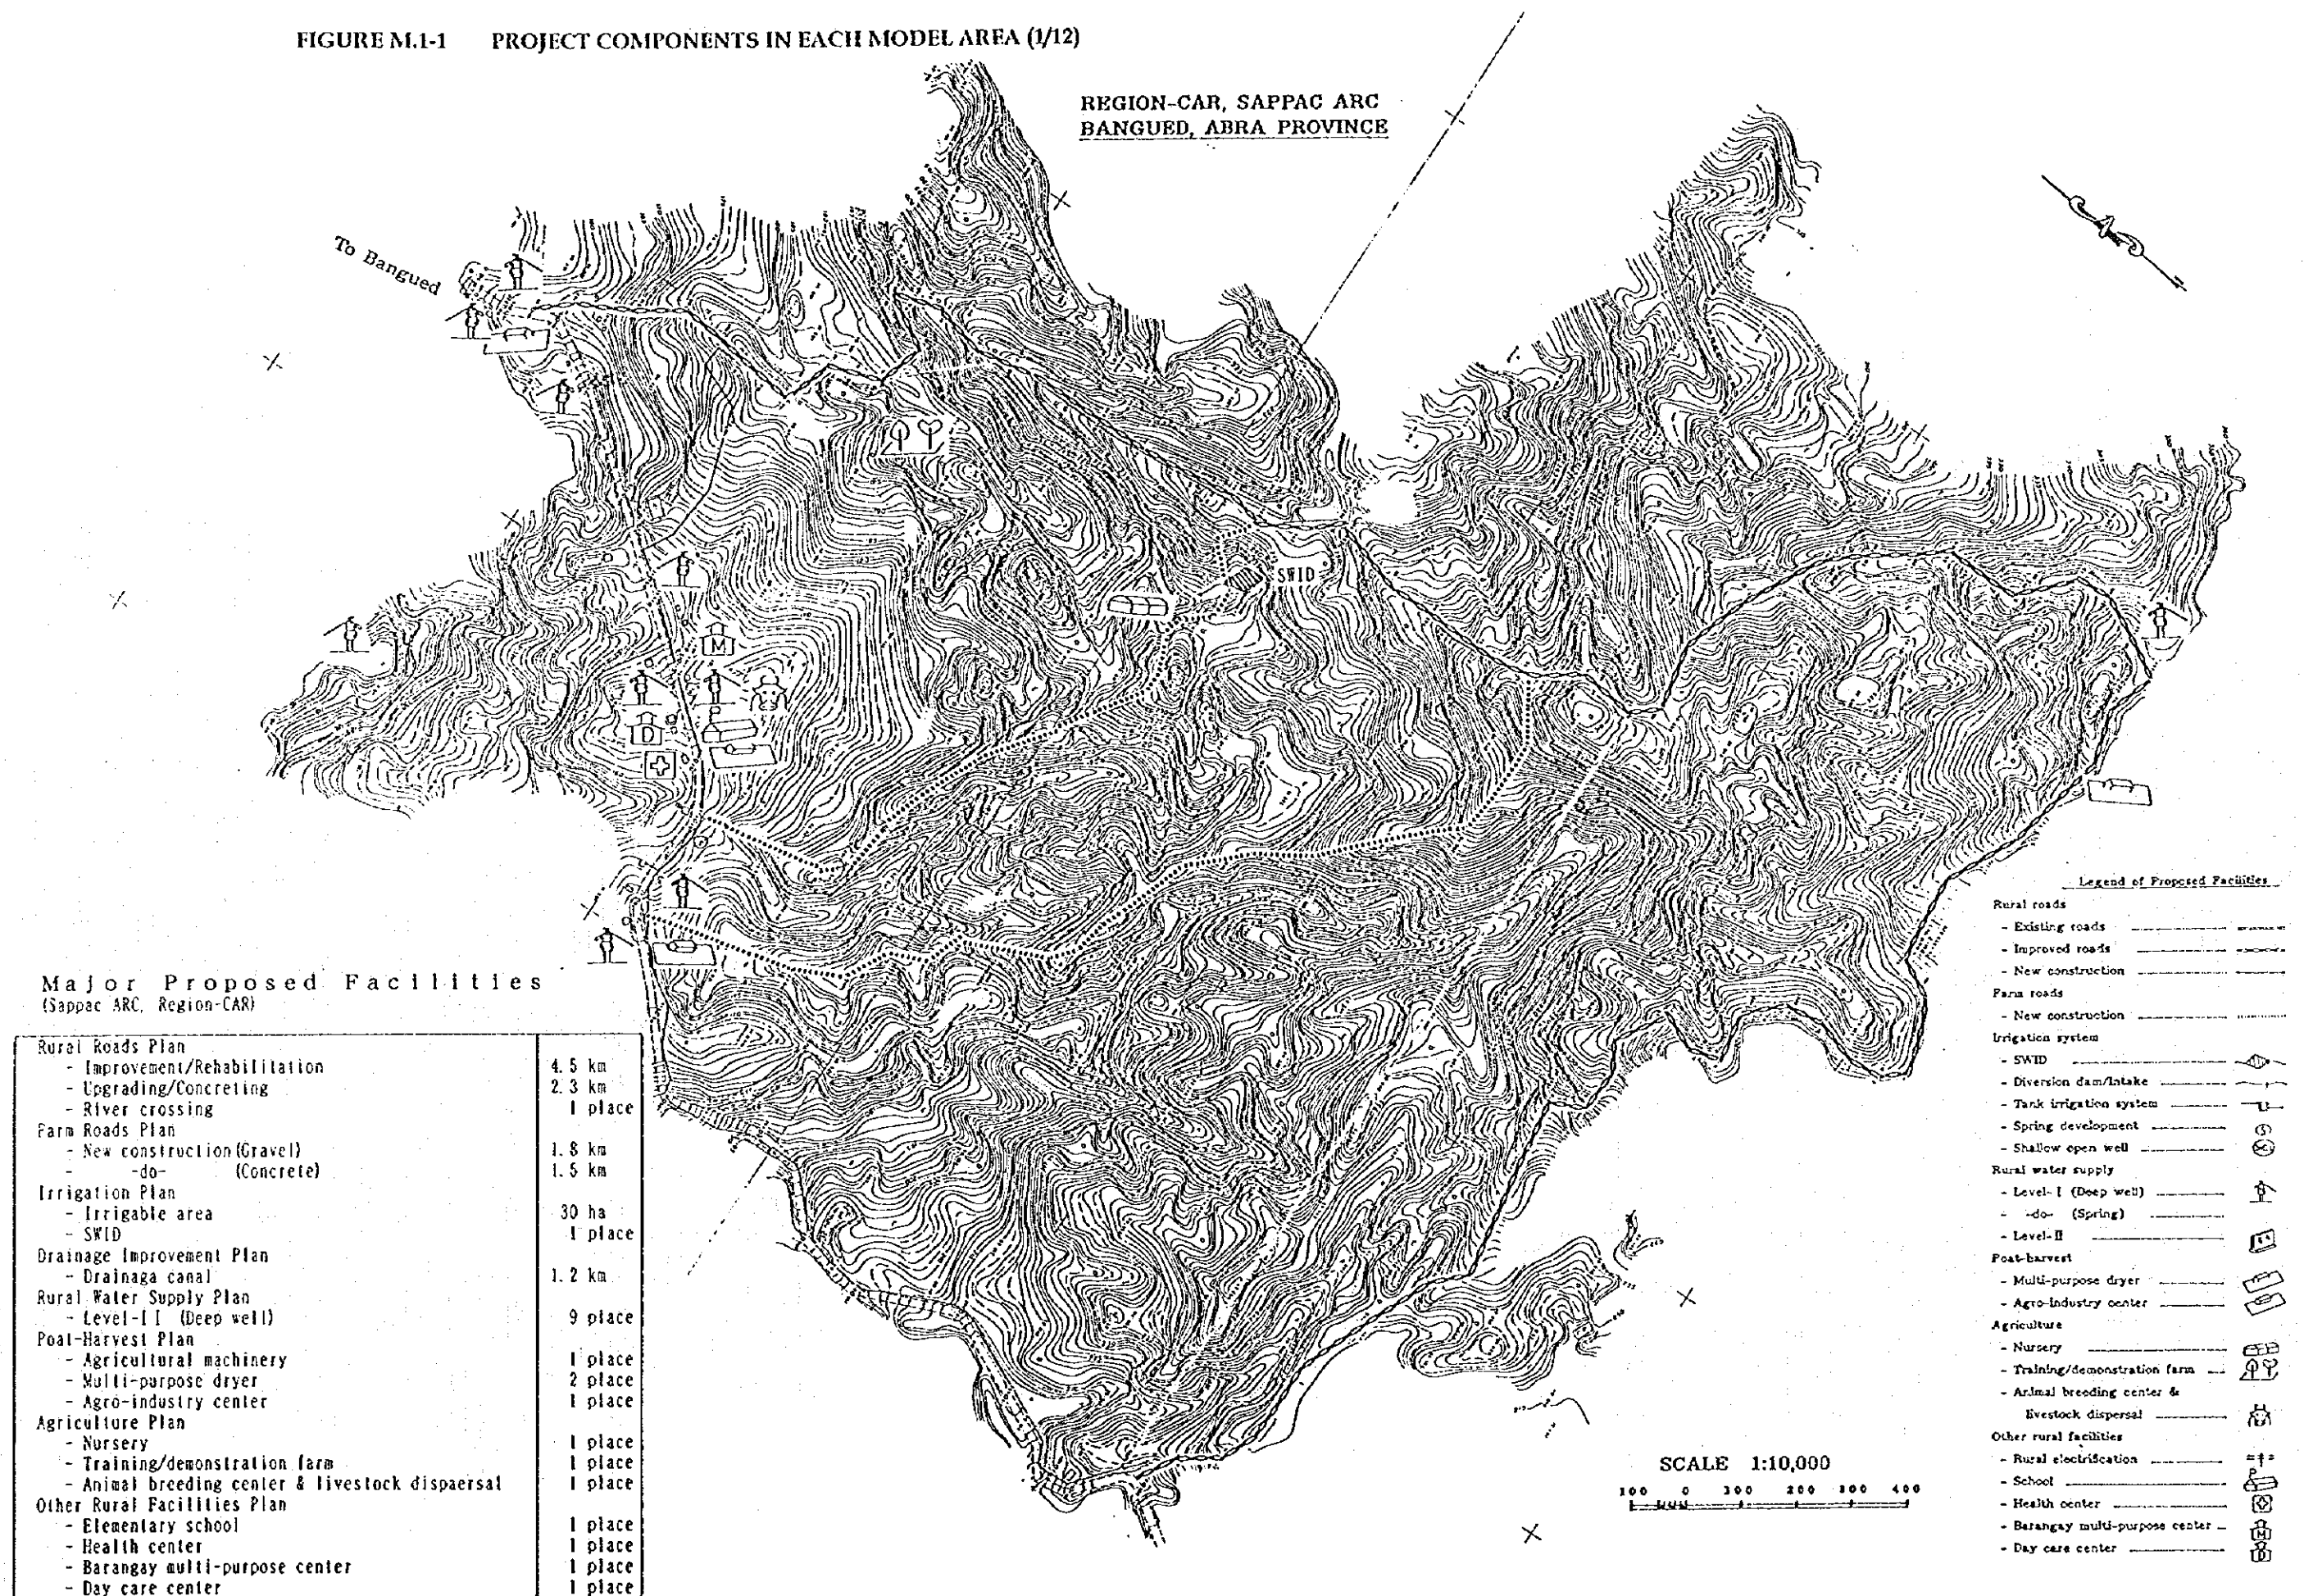 FIGURE M.1-1 PROJECT COMPONENTS IN EACH MODEL AREA (1/12)
REGION-CAR, SAPPAC ARC
BANGUED, ABRA PROVINCE
To Bangued
SWID
M
D
Major Proposed Facilities
(Sappac ARC, Region-CAR)
Rural Roads Plan
- Improvement/Rehabilitation 4.5 km
- Upgrading/Concreting 2.3 km
- River crossing 1 place
Farm Roads Plan
- New construction(Gravel) 1.8 km
- -do- (Concrete) 1.5 km
Irrigation Plan
- Irrigable area 30 ha
- SWID 1 place
Drainage Improvement Plan
- Drainaga canal 1.2 km
Rural Water Supply Plan
- Level-II (Deep well) 9 place
Poat-Harvest Plan
- Agricultural machinery 1 place
- Multi-purpose dryer 2 place
- Agro-industry center 1 place
Agriculture Plan
- Nursery 1 place
- Training/demonstration farm 1 place
- Animal breeding center & livestock dispaersal 1 place
Other Rural Facilities Plan
- Elementary school 1 place
- Health center 1 place
- Barangay multi-purpose center 1 place
- Day care center 1 place
Legend of Proposed Facilities
Rural roads
- Existing roads
- Improved roads
- New construction
Farm roads
- New construction
Irrigation system
- SWID
- Diversion dam/Intake
- Tank irrigation system
- Spring development
- Shallow open well
Rural water supply
- Level-I (Deep well)
- -do- (Spring)
- Level-II
Post-harvest
- Multi-purpose dryer
- Agro-industry center
Agriculture
- Nursery
- Training/demonstration farm
- Animal breeding center &
livestock dispersal
Other rural facilities
- Rural electrification
- School
- Health center
- Barangay multi-purpose center
- Day care center
SCALE 1:10,000
100 0 100 200 300 400